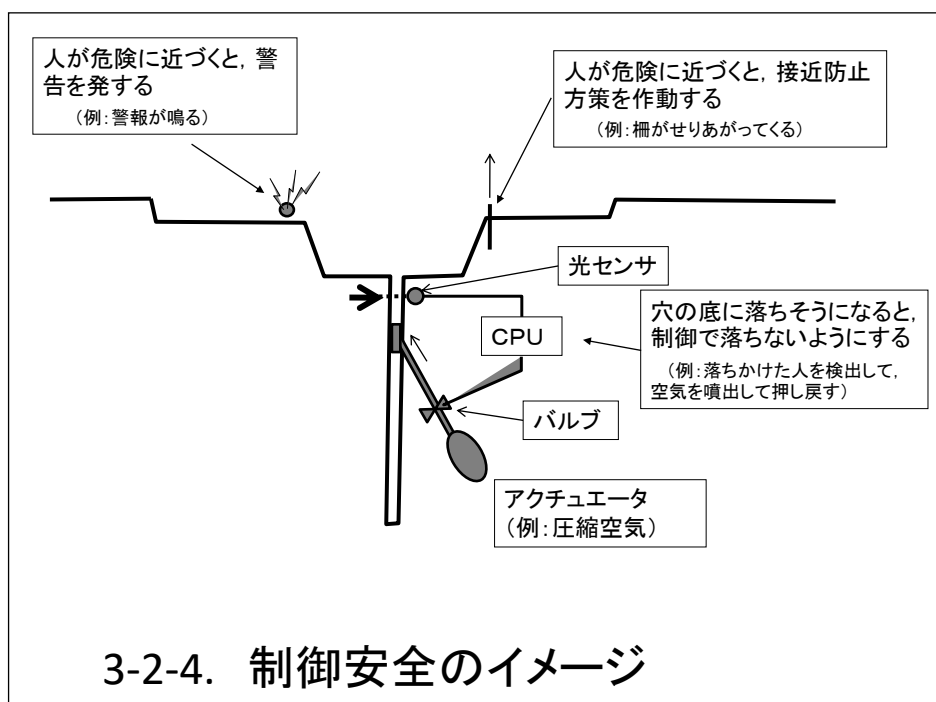 人が危険に近づくと, 警
告を発する
（例：警報が鳴る）
人が危険に近づくと, 接近防止
方策を作動する
（例：柵がせりあがってくる）
光センサ
穴の底に落ちそうになると,
制御で落ちないようにする
（例：落ちかけた人を検出して,
空気を噴出して押し戻す）
ＣＰＵ
バルブ
アクチュエータ
（例：圧縮空気）
3-2-4. 制御安全のイメージ